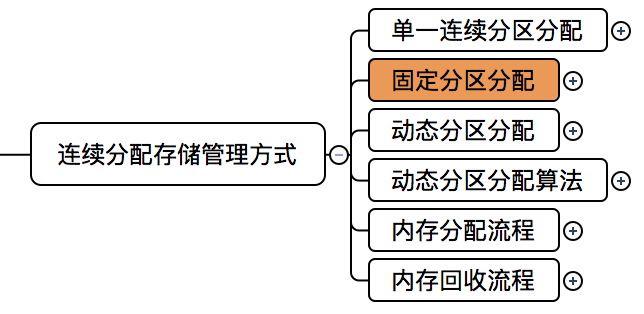 连续分配存储管理方式
单一连续分区分配
固定分区分配
动态分区分配
动态分区分配算法
内存分配流程
内存回收流程